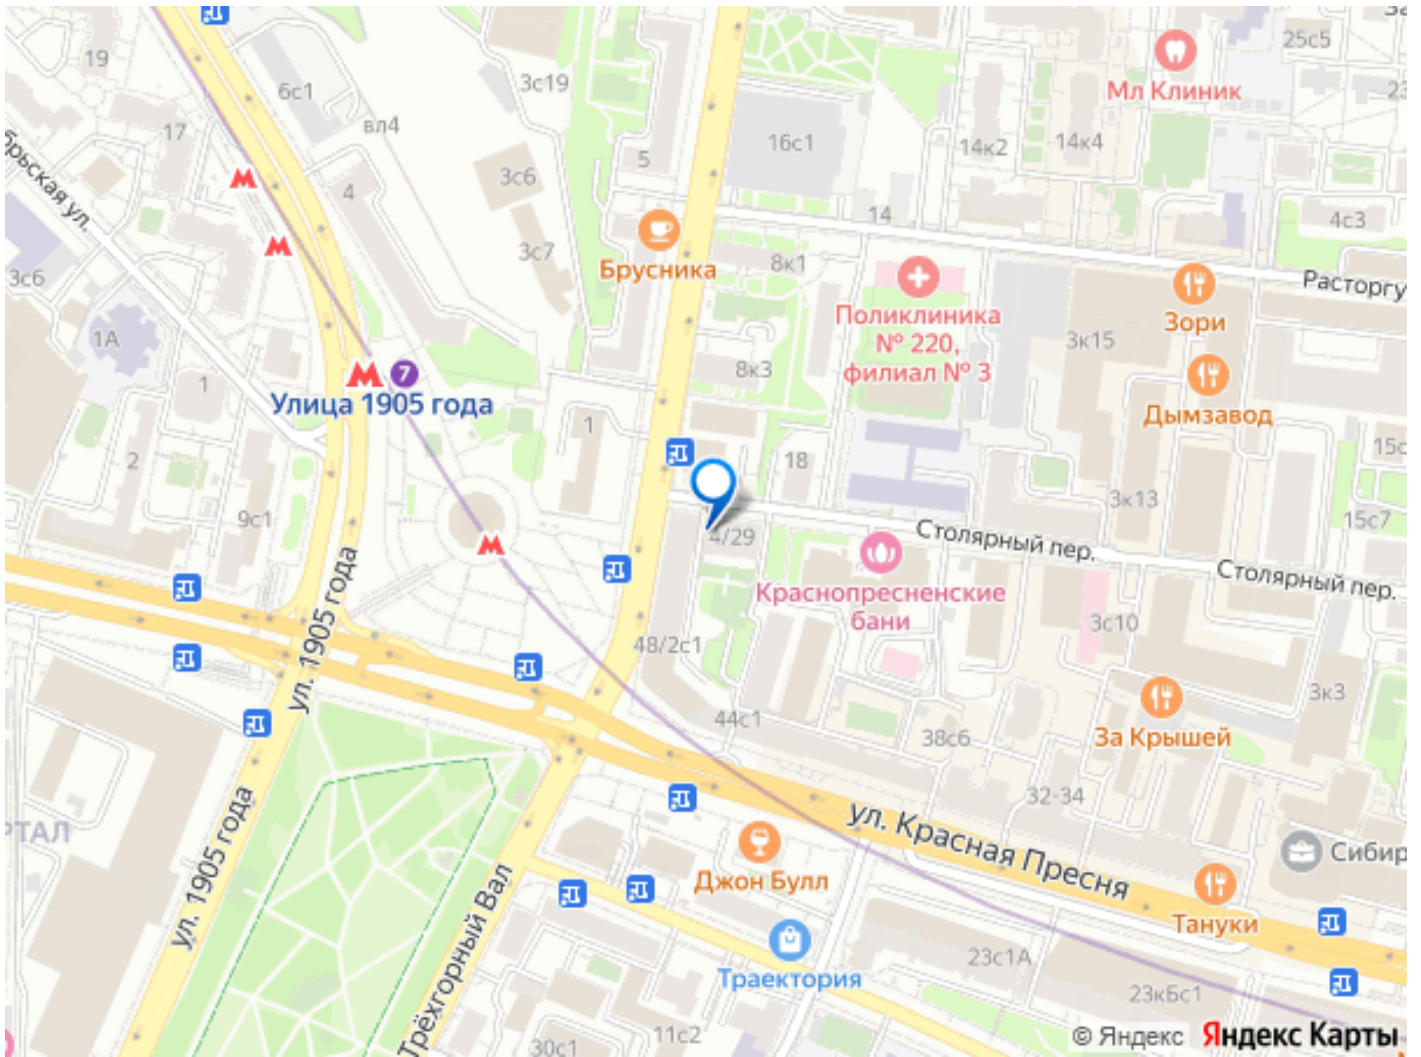 25с5
Мл Клиник
19
6с1
3с19
17
вл4
5
16с1
14к2
14к4
3с6
4
14
4с3
3с7
8к1
Брусника
3с6
Расторгу
Поликлиника
№ 220,
филиал № 3
Зори
1А
3к15
8к3
7
1
Улица 1905 года
Дымзавод
1
2
18
15с
3к13
9с1
15с7
4/29
Столярный пер.
Столярный пер.
Краснопресненские
бани
3с10
48/2с1
ул. 1905 года
3к3
44с1
38с6
За Крышей
32-34
ул. Красная Пресня
ТАЛ
ул. 1905 года
Сибир
Джон Булл
Трёхгорный Вал
Тануки
Траектория
23с1А
23кБс1
11с2
30с1
© Яндекс Яндекс Карты